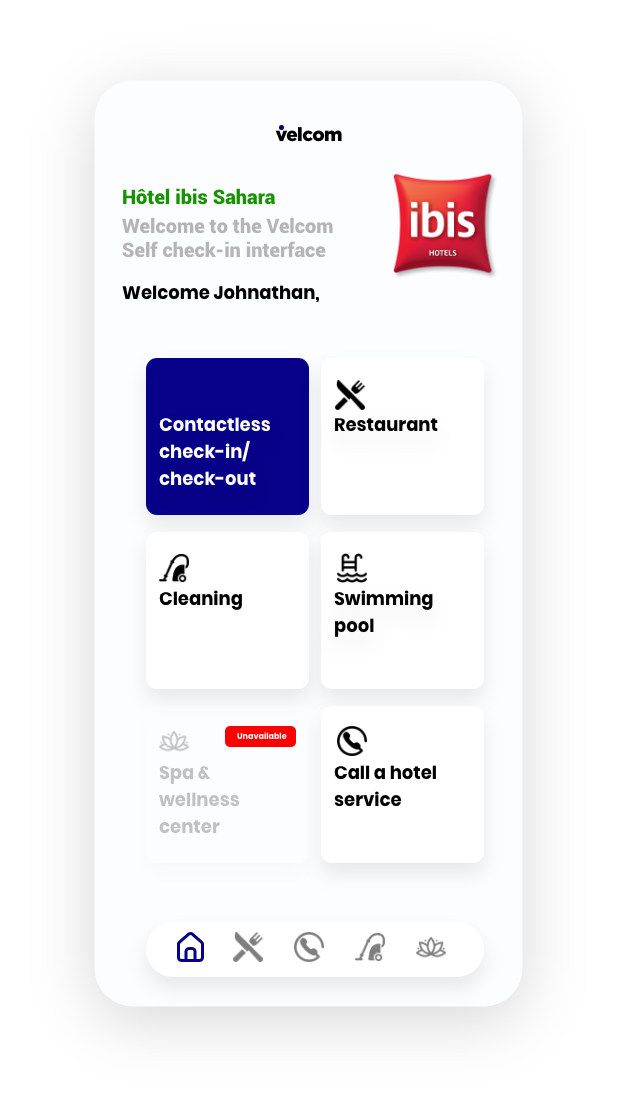 velcom
Hôtel ibis Sahara
Welcome to the Velcom
Self check-in interface
ibis
HOTELS
Welcome Johnathan,
Contactless
check-in/
check-out
Restaurant
Cleaning
Swimming
pool
Unavailable
Spa &
wellness
center
Call a hotel
service